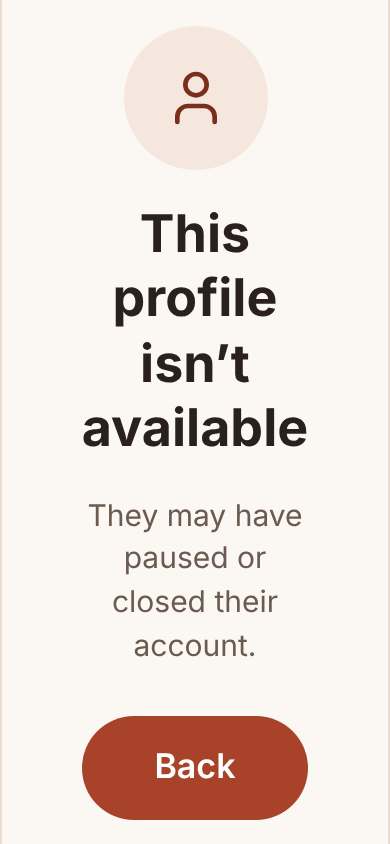 This
profile
isn’t
available
They may have
paused or
closed their
account.
Back